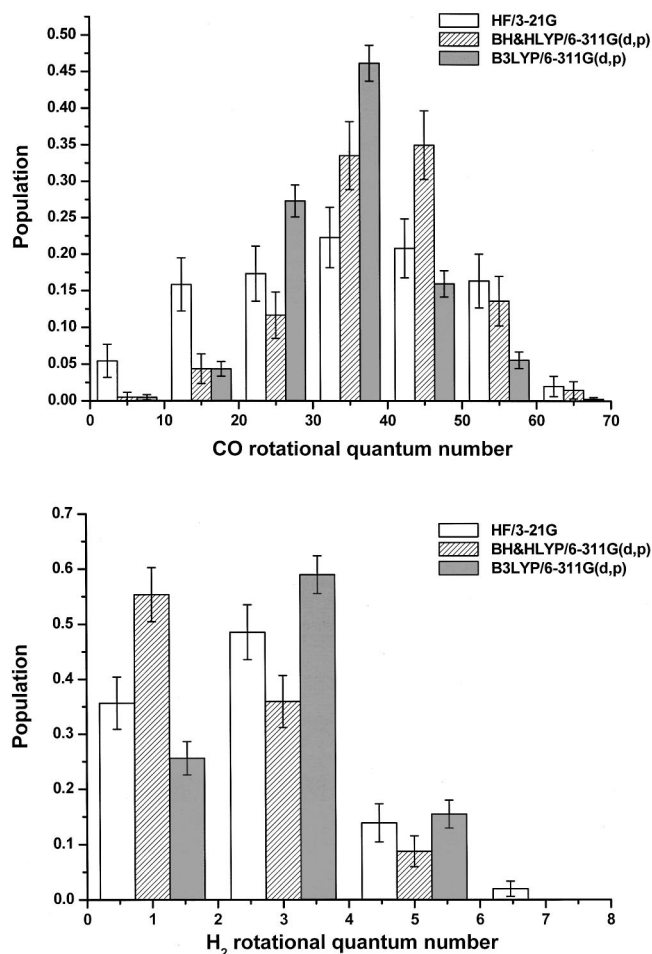 HF/3-21G
BH&HLYP/6-311G(d,p)
B3LYP/6-311G(d,p)
0.50
0.45
0.40
0.35
0.30
0.25
0.20
0.15
0.10
0.05
0.00
Population
0 10 20 30 40 50 60 70
CO rotational quantum number
HF/3-21G
BH&HLYP/6-311G(d,p)
B3LYP/6-311G(d,p)
0.7
0.6
0.5
0.4
0.3
0.2
0.1
0.0
Population
0 1 2 3 4 5 6 7 8
H2 rotational quantum number